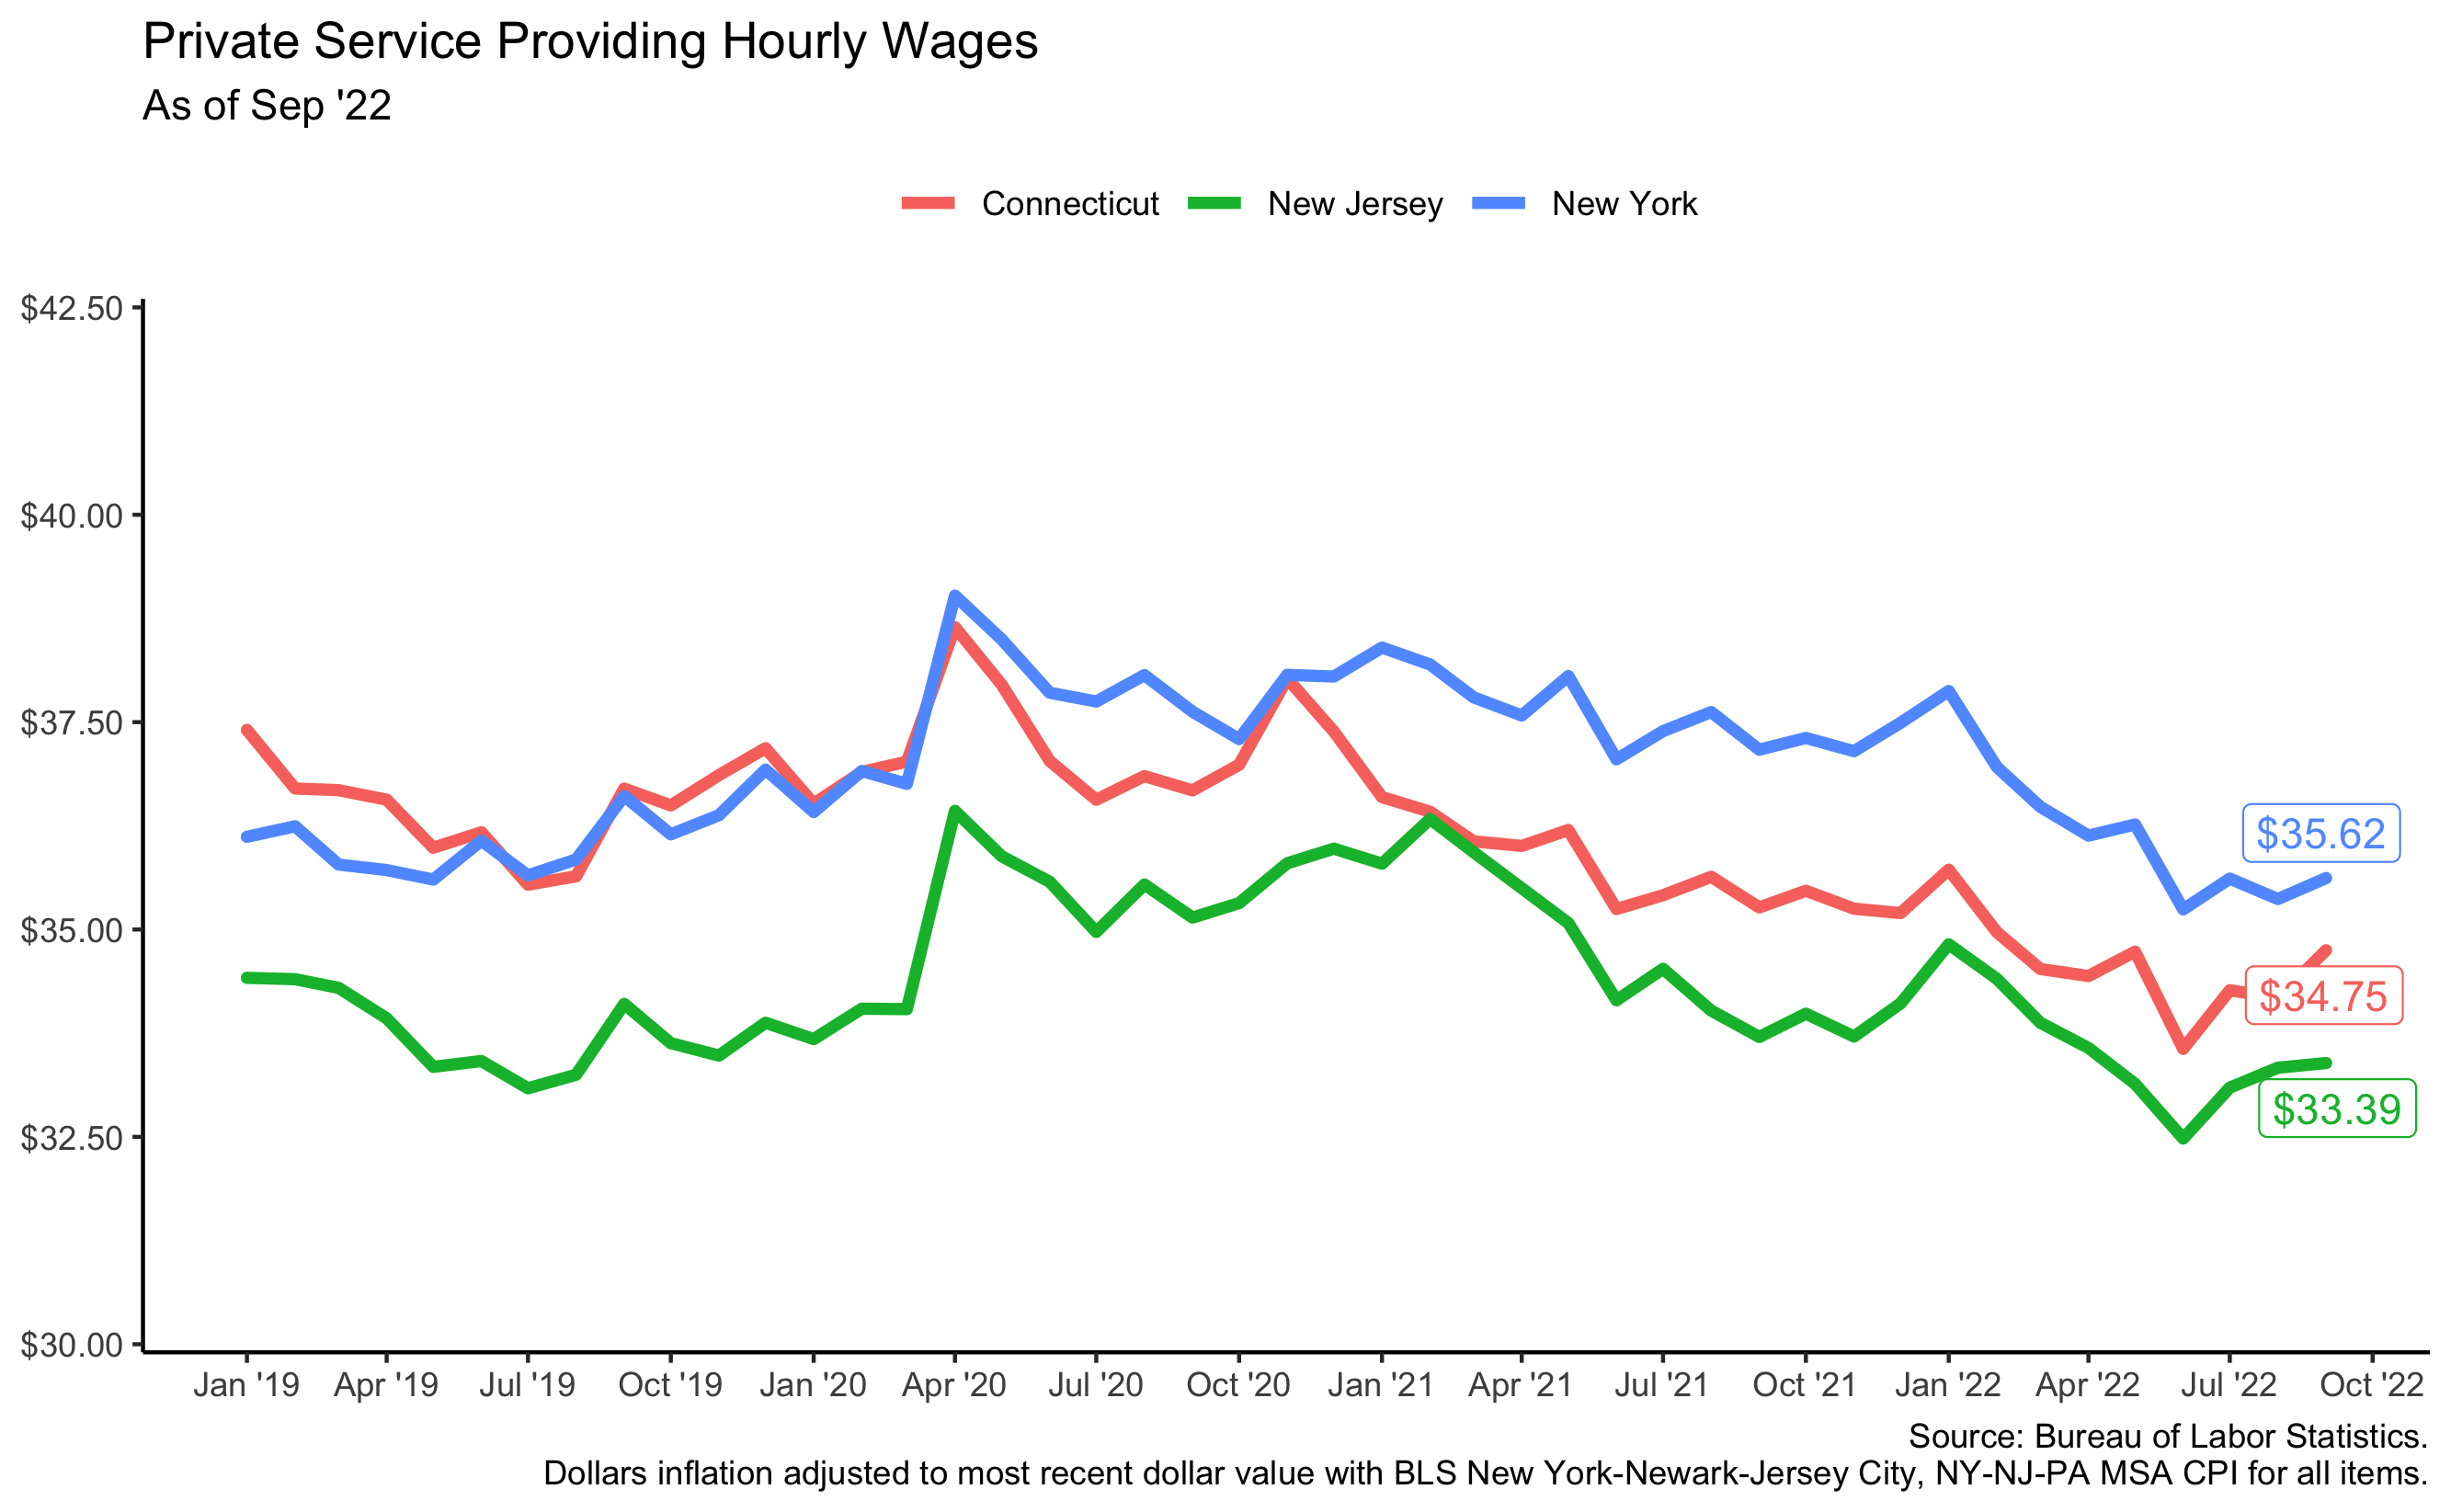 Private Service Providing Hourly Wages
As of Sep '22
Connecticut New Jersey New York
$42.50
$40.00
$37.50
$35.00
$32.50
$30.00
$35.62
$34.75
$33.39
Jan '19 Apr '19 Jul '19 Oct '19 Jan '20 Apr '20 Jul '20 Oct '20 Jan '21 Apr '21 Jul '21 Oct '21 Jan '22 Apr '22 Jul '22 Oct '22
Source: Bureau of Labor Statistics.
Dollars inflation adjusted to most recent dollar value with BLS New York-Newark-Jersey City, NY-NJ-PA MSA CPI for all items.